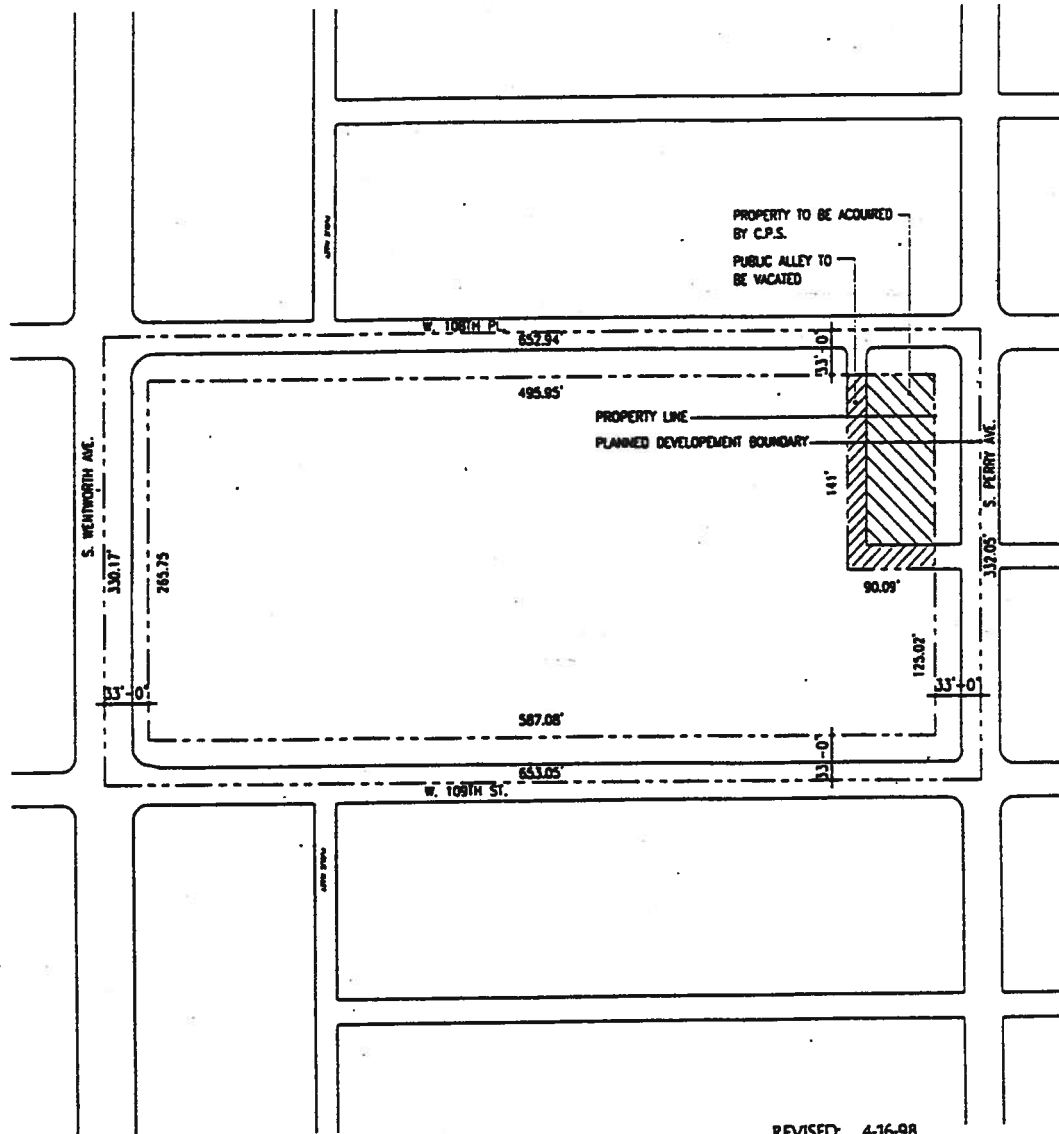 PROPERTY TO BE ACQUIRED
BY C.P.S.
PUBLIC ALLEY TO
BE VACATED
W. 108TH PL.
652.94'
33'-0"
495.95'
PROPERTY LINE
PLANNED DEVELOPEMENT BOUNDARY
S. WENTWORTH AVE.
S. PERRY AVE.
141'
330.17'
265.75
332.05'
90.09'
125.02'
33'-0"
33'-0"
587.08'
33'-0"
653.05'
W. 109TH ST.
REVISED: 4-16-98